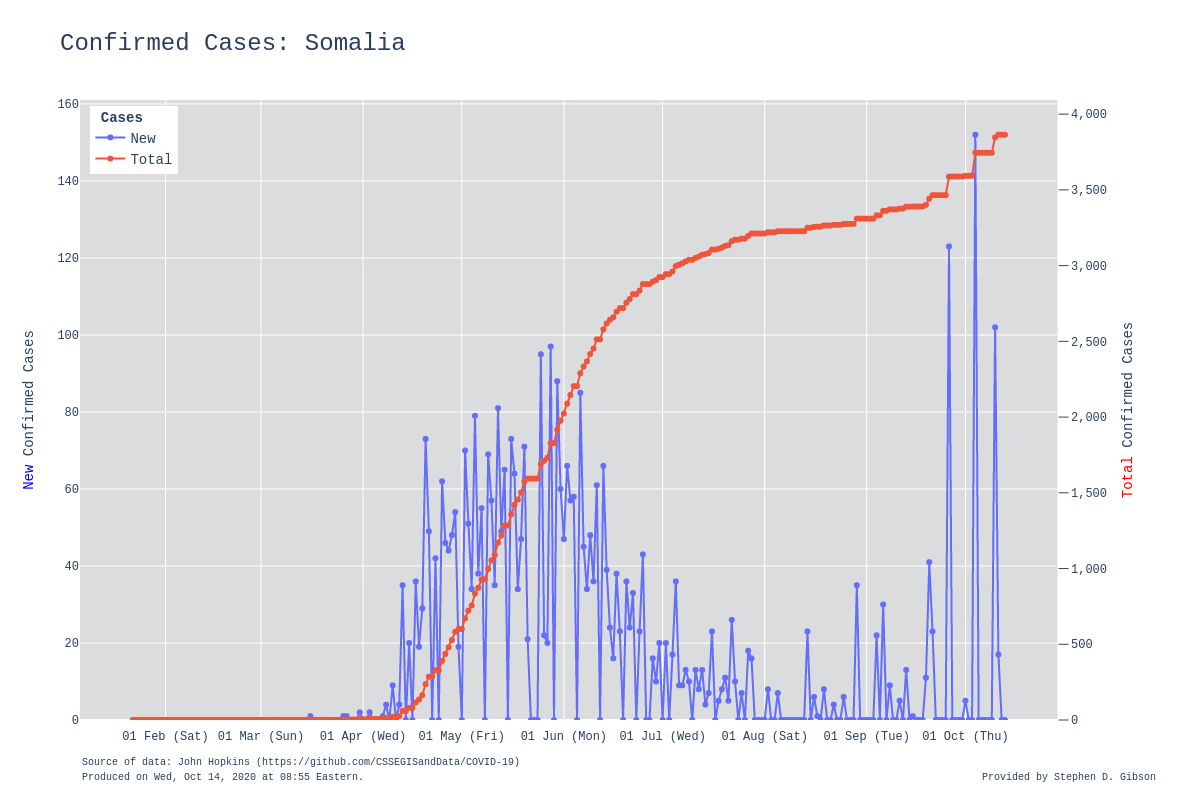 Confirmed Cases: Somalia
Cases
New
Total
160
140
120
100
80
60
40
20
0
New Confirmed Cases
4,000
3,500
3,000
2,500
2,000
1,500
1,000
500
0
Total Confirmed Cases
01 Feb (Sat) 01 Mar (Sun) 01 Apr (Wed) 01 May (Fri) 01 Jun (Mon) 01 Jul (Wed) 01 Aug (Sat) 01 Sep (Tue) 01 Oct (Thu)
Source of data: John Hopkins (https://github.com/CSSEGISandData/COVID-19)
Produced on Wed, Oct 14, 2020 at 08:55 Eastern.
Provided by Stephen D. Gibson